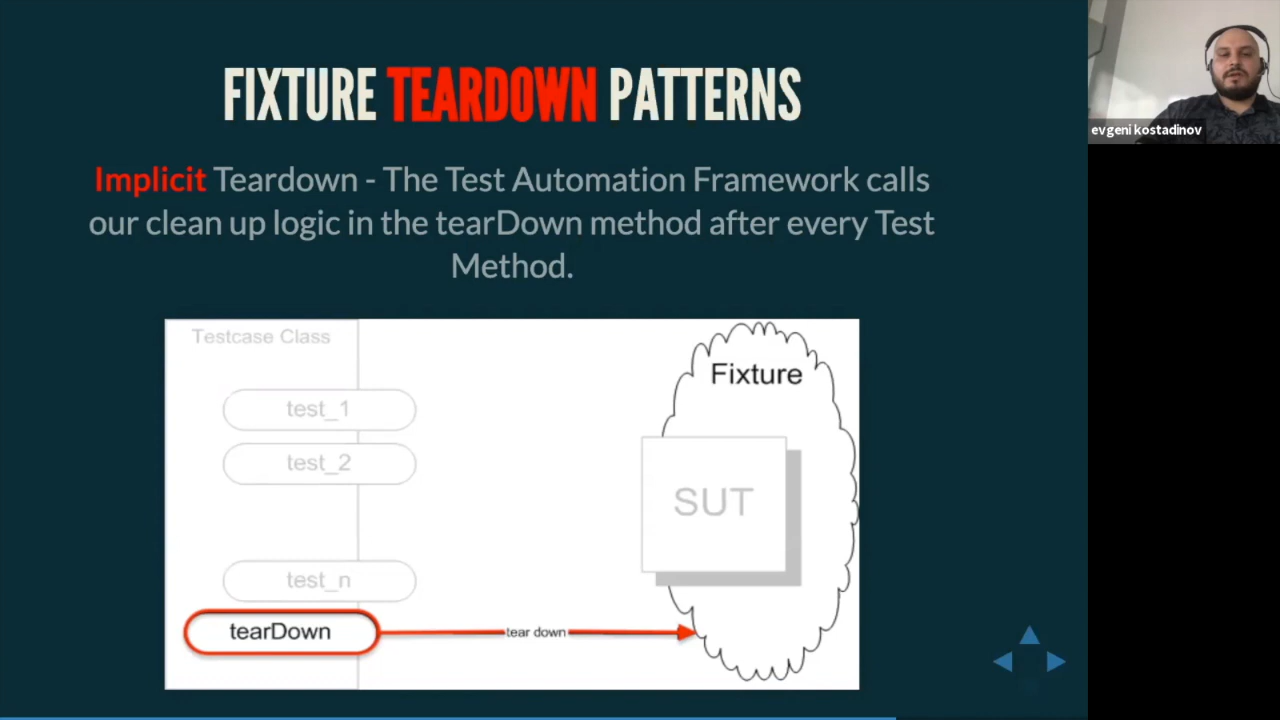 FIXTURE TEARDOWN PATTERNS
evgeni kostadinov
Implicit Teardown - The Test Automation Framework calls
our clean up logic in the tearDown method after every Test
Method.
Testcase Class
Fixture
test_1
test_2
SUT
test_n
tearDown
tear down